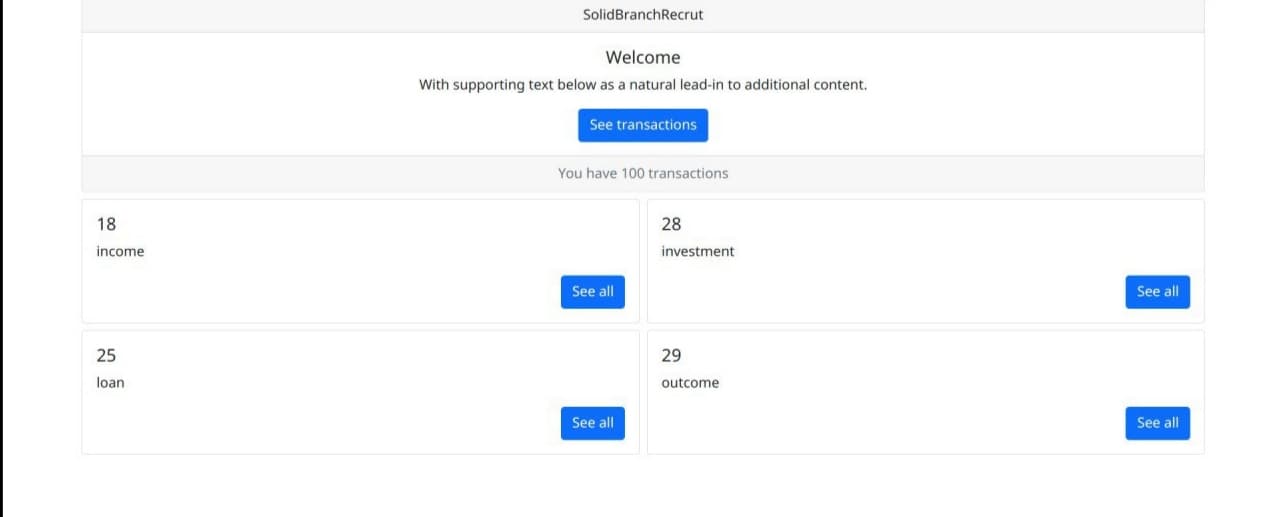 SolidBranchRecrut
Welcome
With supporting text below as a natural lead-in to additional content.
See transactions
You have 100 transactions
18
income
See all
28
investment
See all
25
loan
See all
29
outcome
See all